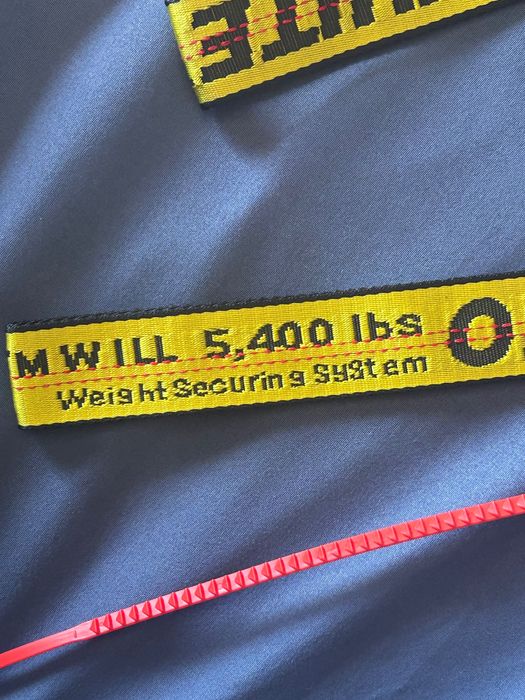 M WILL 5,400 lbs O
Weight Securing System